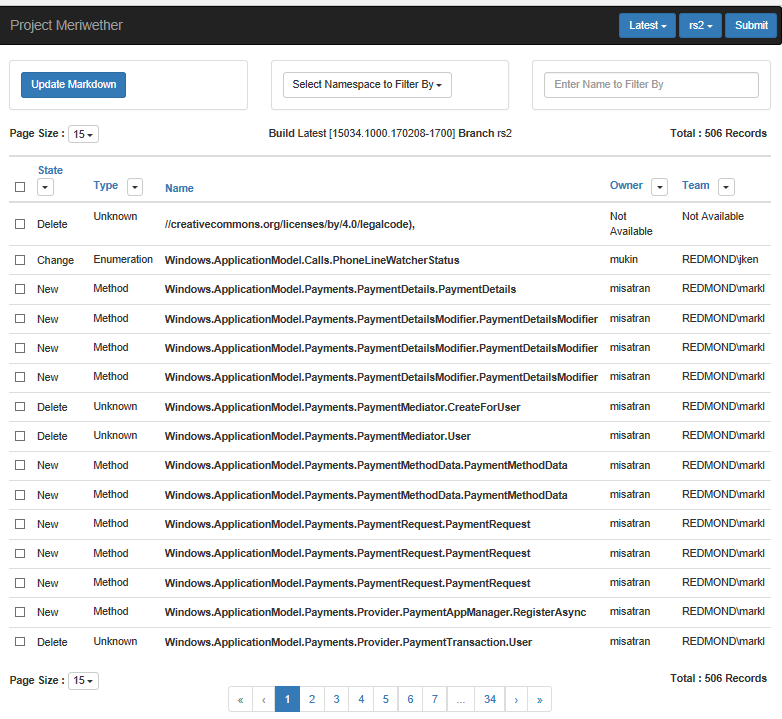 Project Meriwether
Latest rs2 Submit
Update Markdown Select Namespace to Filter By Enter Name to Filter By
Page Size : 15 Build Latest [15034.1000.170208-1700] Branch rs2 Total : 506 Records
State Type Name Owner Team
Delete Unknown //creativecommons.org/licenses/by/4.0/legalcode), Not Available Not Available
Change Enumeration Windows.ApplicationModel.Calls.PhoneLineWatcherStatus mukin REDMOND\jken
New Method Windows.ApplicationModel.Payments.PaymentDetails.PaymentDetails misatran REDMOND\markl
New Method Windows.ApplicationModel.Payments.PaymentDetailsModifier.PaymentDetailsModifier misatran REDMOND\markl
New Method Windows.ApplicationModel.Payments.PaymentDetailsModifier.PaymentDetailsModifier misatran REDMOND\markl
New Method Windows.ApplicationModel.Payments.PaymentDetailsModifier.PaymentDetailsModifier misatran REDMOND\markl
Delete Unknown Windows.ApplicationModel.Payments.PaymentMediator.CreateForUser misatran REDMOND\markl
Delete Unknown Windows.ApplicationModel.Payments.PaymentMediator.User misatran REDMOND\markl
New Method Windows.ApplicationModel.Payments.PaymentMethodData.PaymentMethodData misatran REDMOND\markl
New Method Windows.ApplicationModel.Payments.PaymentMethodData.PaymentMethodData misatran REDMOND\markl
New Method Windows.ApplicationModel.Payments.PaymentRequest.PaymentRequest misatran REDMOND\markl
New Method Windows.ApplicationModel.Payments.PaymentRequest.PaymentRequest misatran REDMOND\markl
New Method Windows.ApplicationModel.Payments.PaymentRequest.PaymentRequest misatran REDMOND\markl
New Method Windows.ApplicationModel.Payments.Provider.PaymentAppManager.RegisterAsync misatran REDMOND\markl
Delete Unknown Windows.ApplicationModel.Payments.Provider.PaymentTransaction.User misatran REDMOND\markl
Page Size : 15 Total : 506 Records
« ‹ 1 2 3 4 5 6 7 ... 34 › »